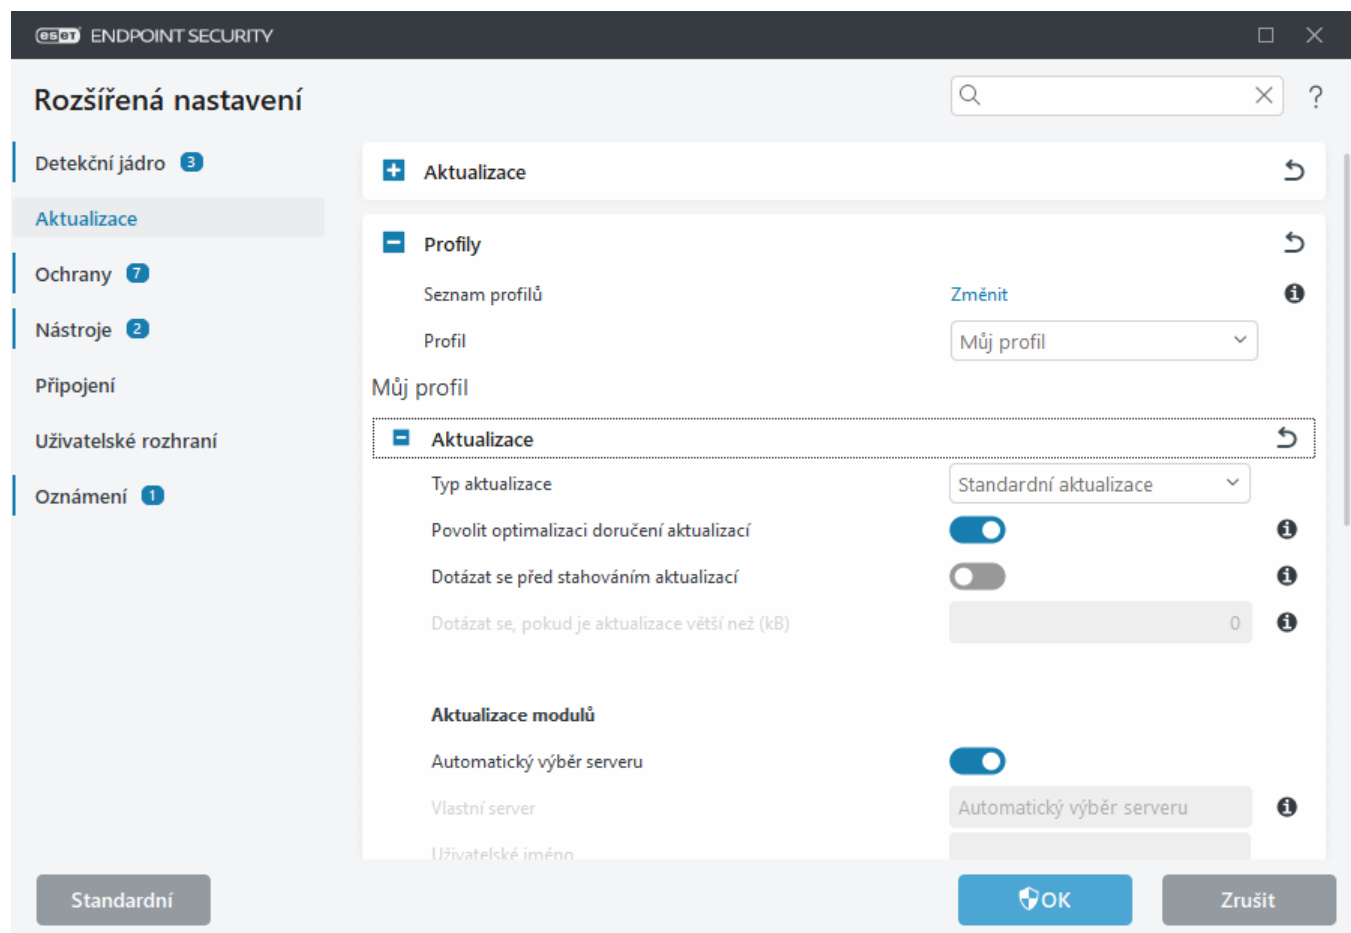 eset ENDPOINT SECURITY
Rozšířená nastavení
?
Detekční jádro 3
Aktualizace
Ochrany 7
Nástroje 2
Připojení
Uživatelské rozhraní
Oznámení 1
Aktualizace
Profily
Seznam profilů Změnit
Profil Můj profil
Můj profil
Aktualizace
Typ aktualizace Standardní aktualizace
Povolit optimalizaci doručení aktualizací
Dotázat se před stahováním aktualizací
Dotázat se, pokud je aktualizace větší než (kB) 0
Aktualizace modulů
Automatický výběr serveru
Vlastní server Automatický výběr serveru
Uživatelské jméno
Standardní OK Zrušit